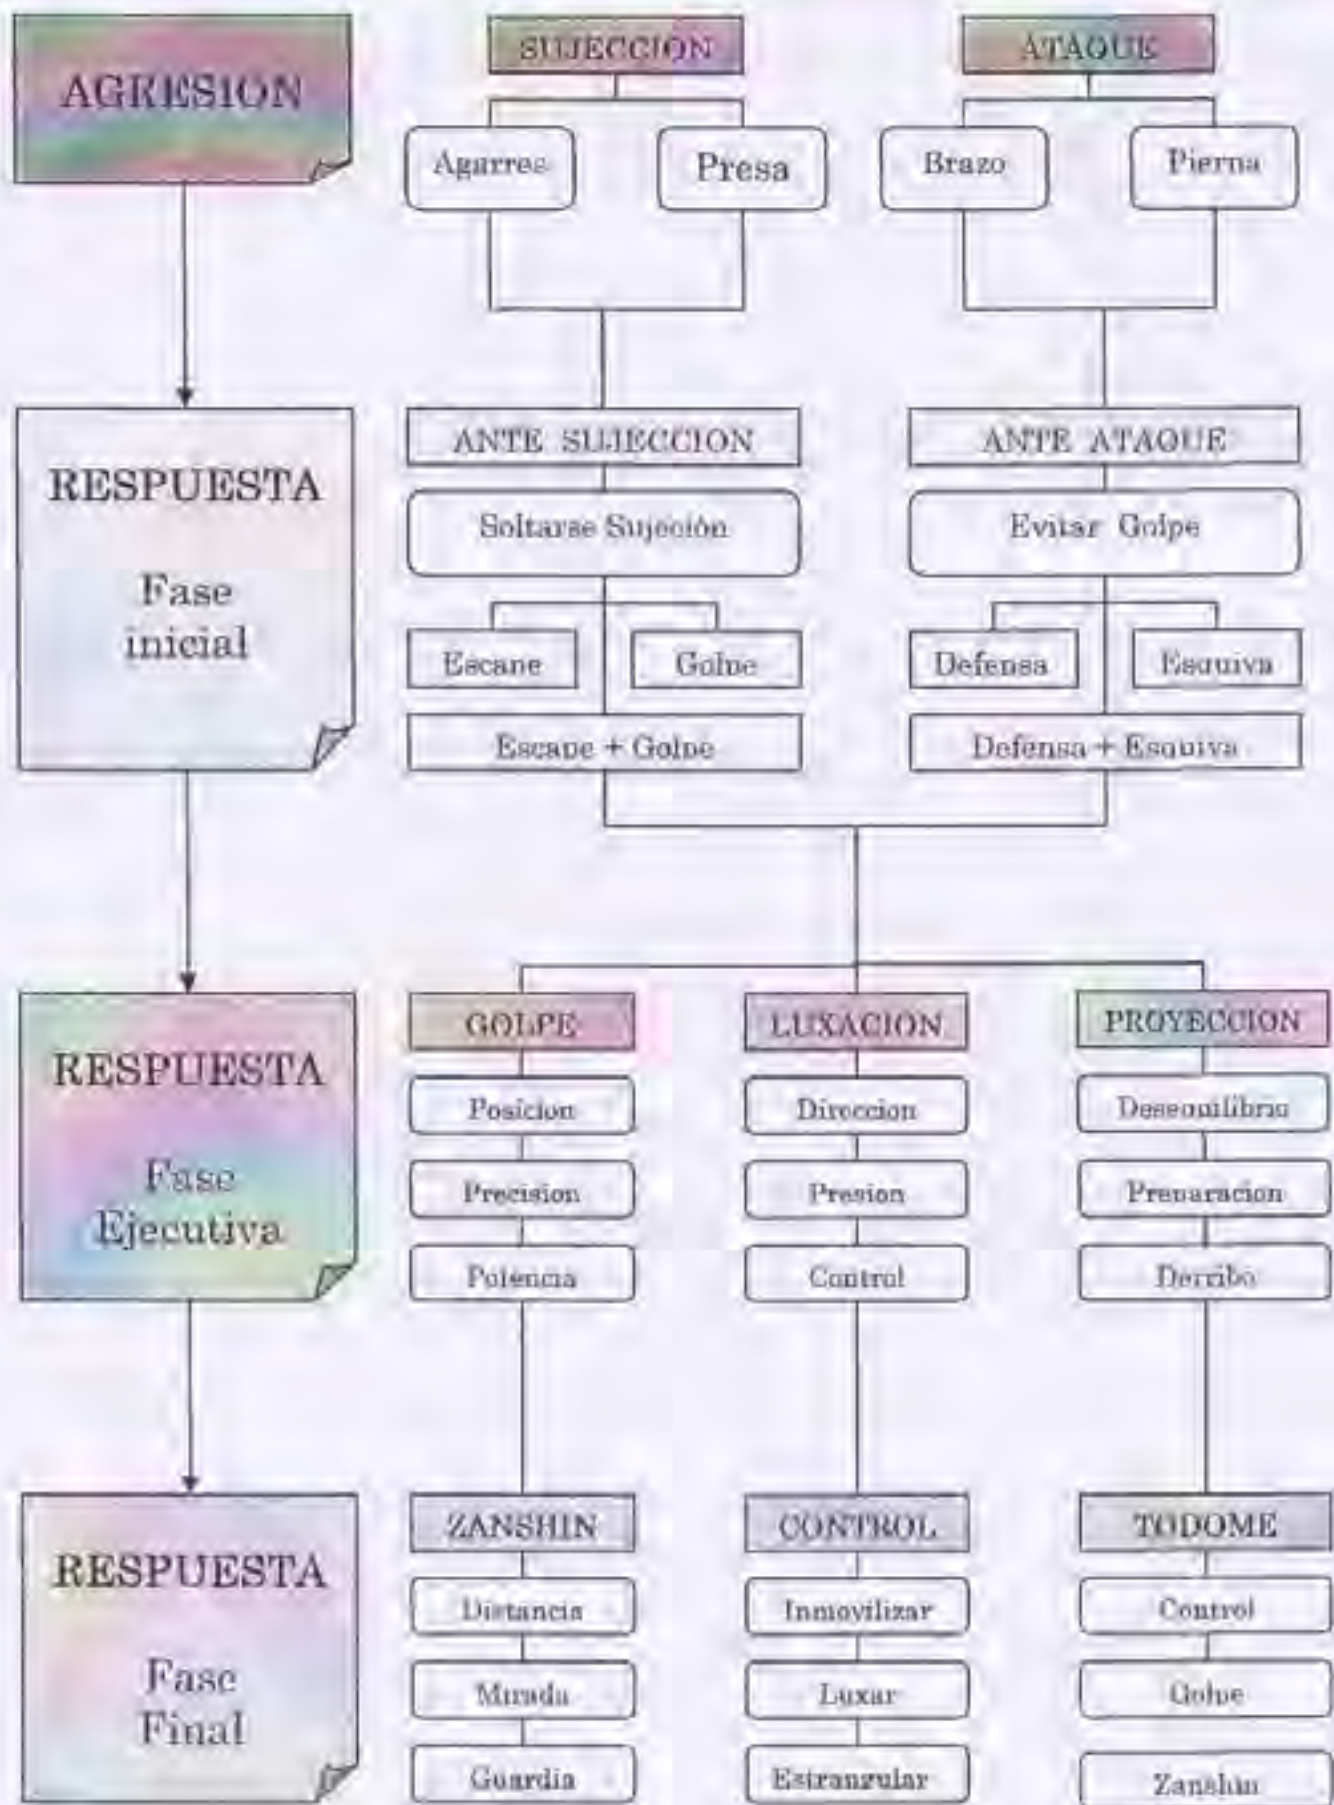 AGRESION
SUJECCION
ATAQUE
Agarres
Presa
Brazo
Pierna
RESPUESTA
Fase
inicial
ANTE SUJECCION
ANTE ATAQUE
Soltarse Sujeción
Evitar Golpe
Escape
Golpe
Defensa
Esquiva
Escape + Golpe
Defensa + Esquiva
RESPUESTA
Fase
Ejecutiva
GOLPE
LUXACION
PROYECCION
Posicion
Direccion
Desequilibrio
Precision
Presion
Preparacion
Potencia
Control
Derribo
RESPUESTA
Fase
Final
ZANSHIN
CONTROL
TODOME
Distancia
Inmovilizar
Control
Mirada
Luxar
Golpe
Guardia
Estrangular
Zanshin